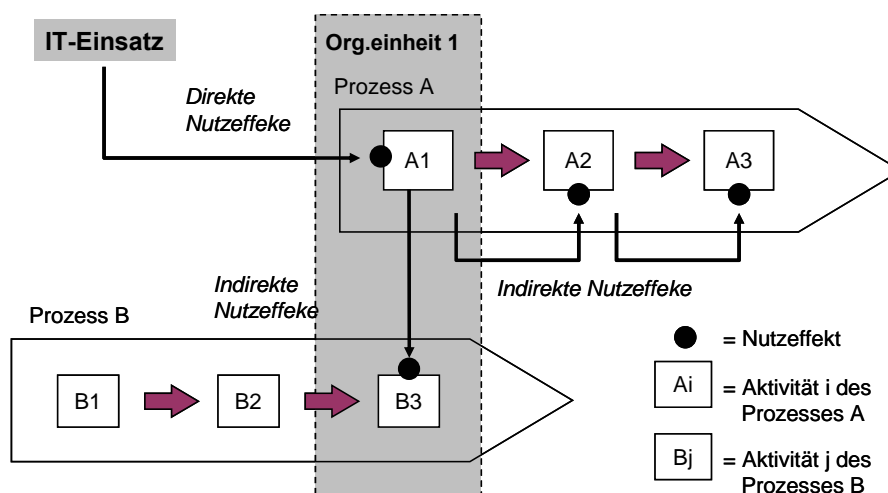 IT-Einsatz
Org.einheit 1
Direkte
Nutzeffeke
Prozess A
A1
A2
A3
Indirekte
Nutzeffeke
Indirekte Nutzeffeke
Prozess B
B1
B2
B3
= Nutzeffekt
Ai
= Aktivität i des
Prozesses A
Bj
= Aktivität j des
Prozesses B